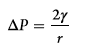 ΔP = 2γ / r